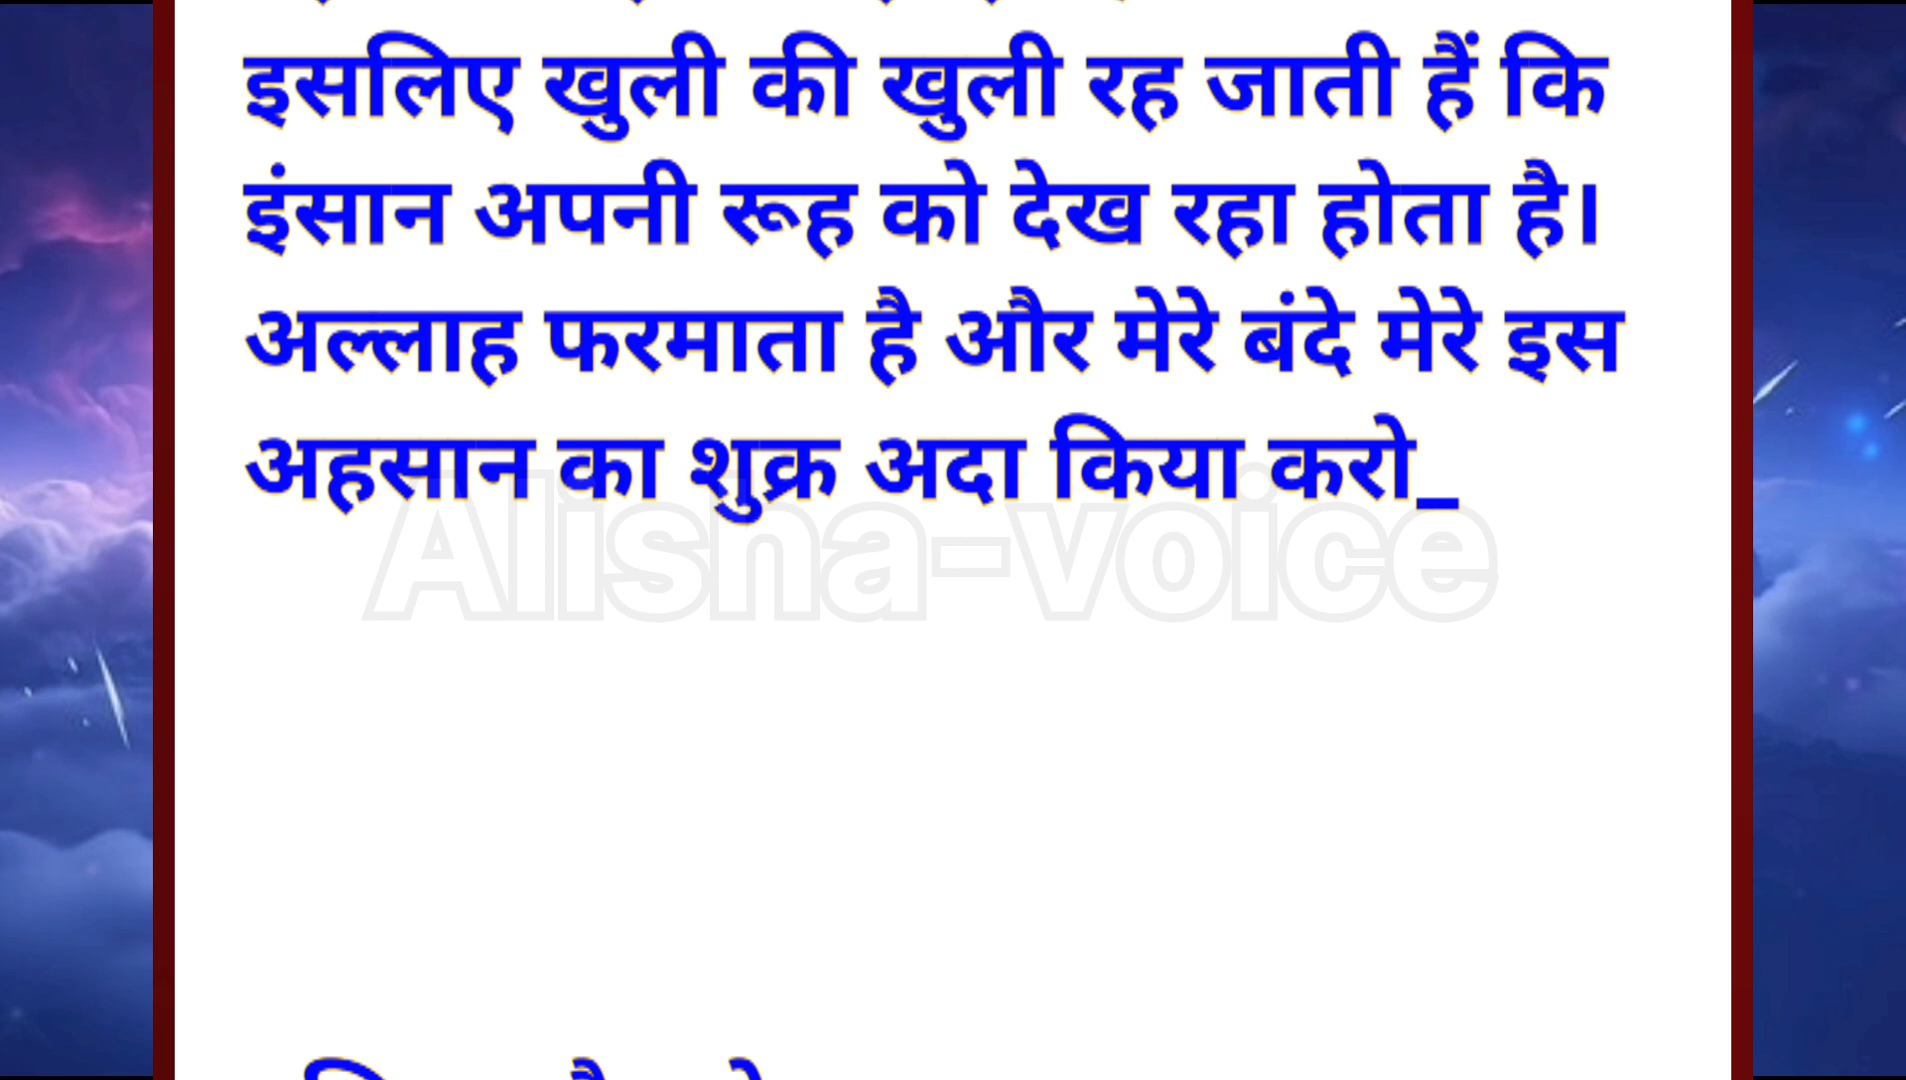 इसलिए खुली की खुली रह जाती हैं कि
इंसान अपनी रूह को देख रहा होता है।
अल्लाह फरमाता है और मेरे बंदे मेरे इस
अहसान का शुक्र अदा किया करो_
Alisha-voice